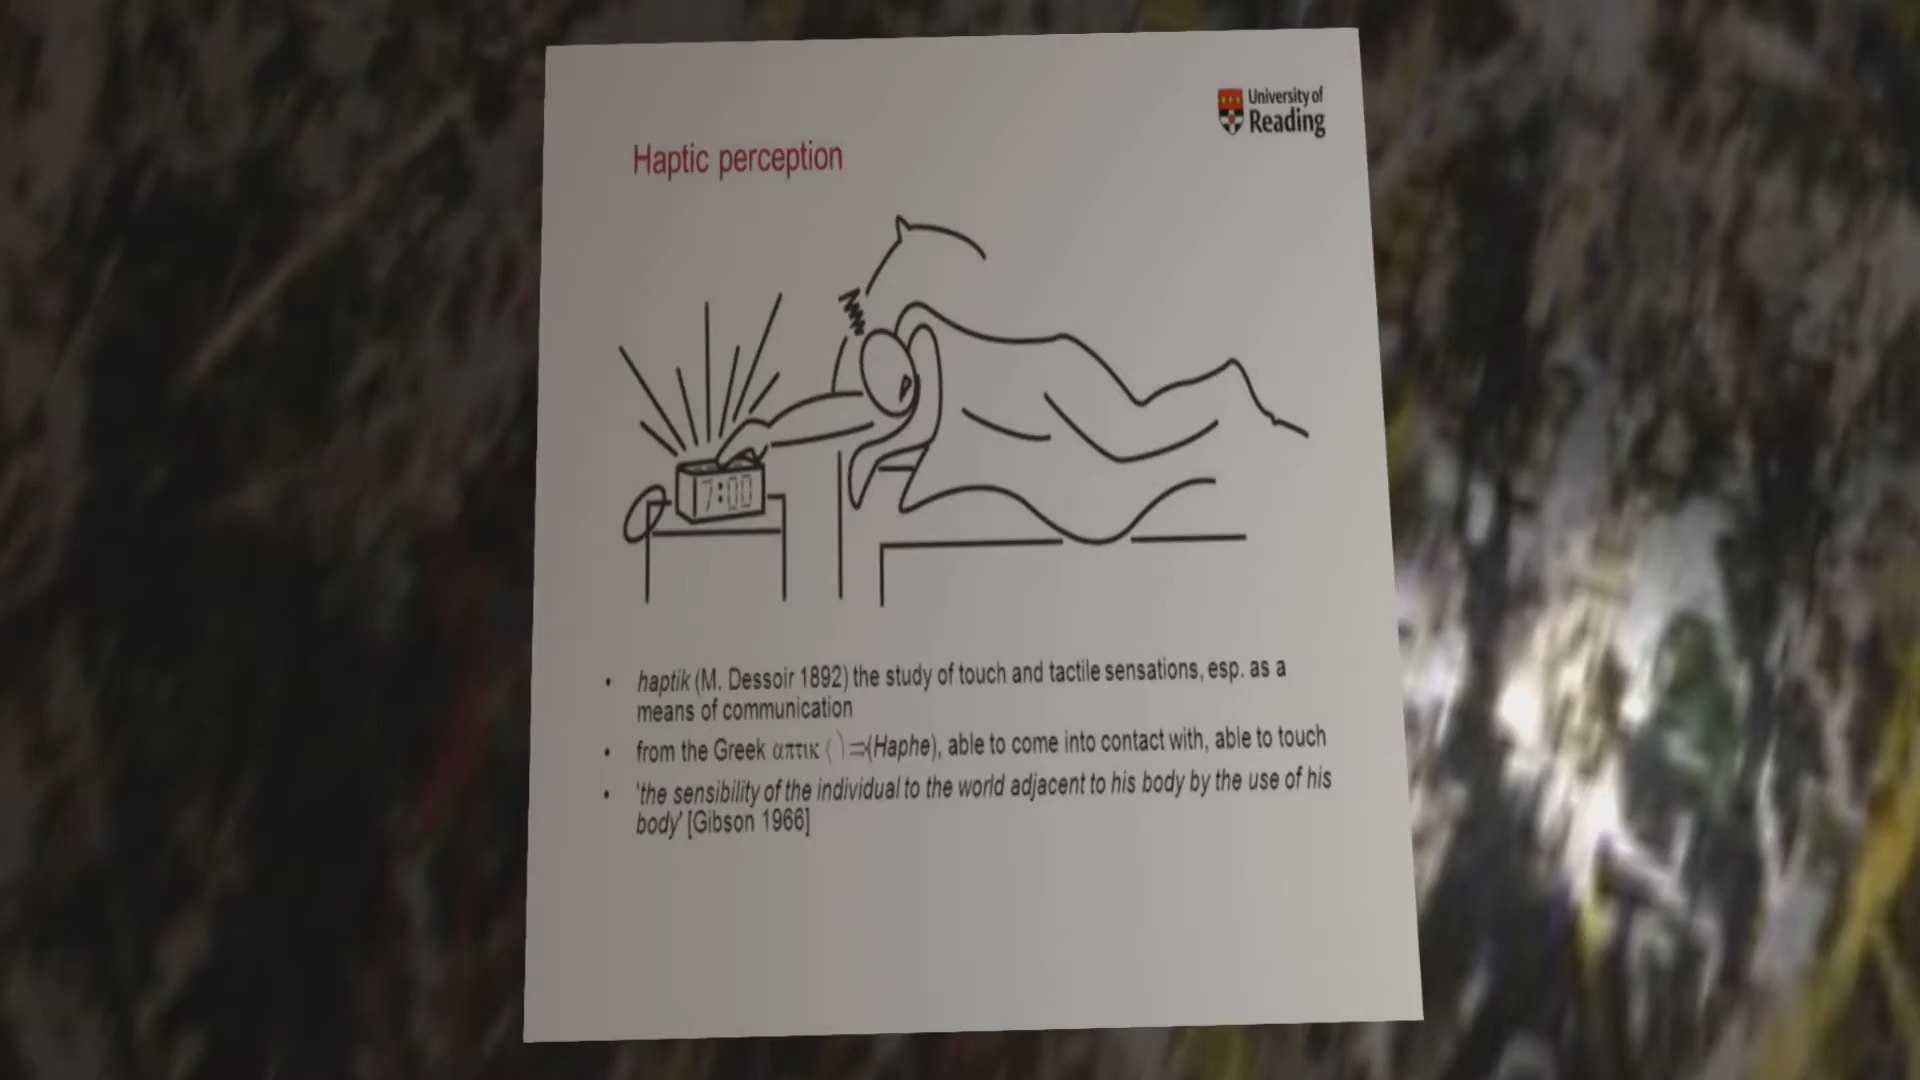 University of
Reading
Haptic perception
7:00
• haptik (M. Dessoir 1892) the study of touch and tactile sensations, esp. as a
means of communication
• from the Greek απτικ ( ) ⇒(Haphe), able to come into contact with, able to touch
• 'the sensibility of the individual to the world adjacent to his body by the use of his
body' [Gibson 1966]